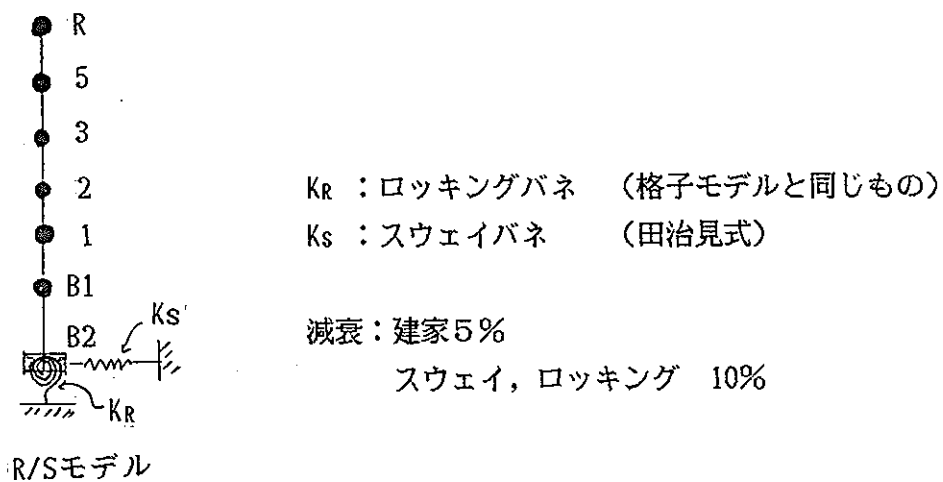 R
5
3
2
1
B1
B2
Ks
KR
R/Sモデル
KR ：ロッキングバネ （格子モデルと同じもの）
Ks ：スウェイバネ （田治見式）
減衰：建家5％
スウェイ，ロッキング 10％